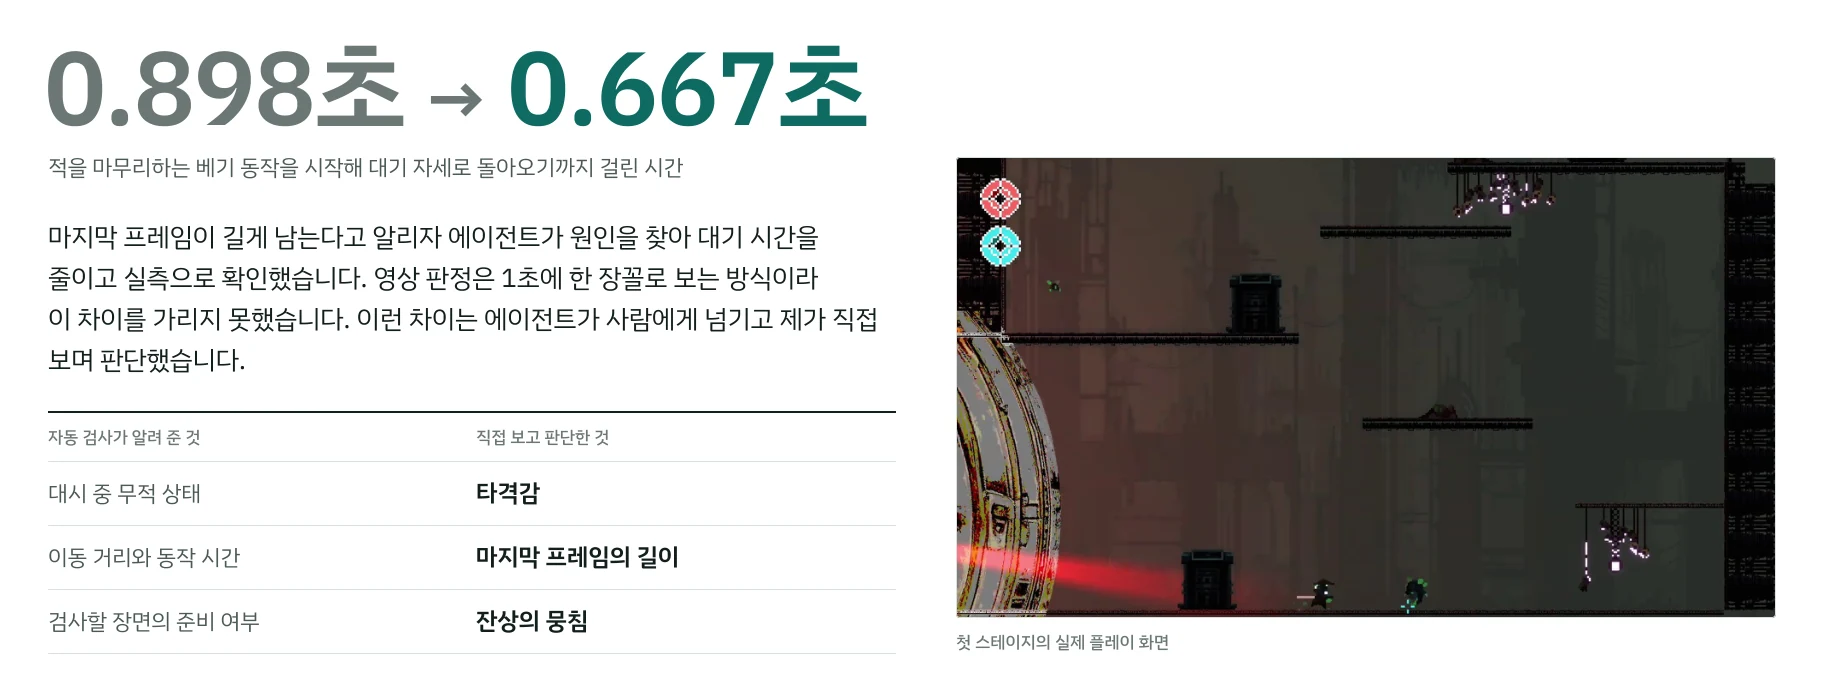 0.898초 → 0.667초
적을 마무리하는 베기 동작을 시작해 대기 자세로 돌아오기까지 걸린 시간
마지막 프레임이 길게 남는다고 알리자 에이전트가 원인을 찾아 대기 시간을
줄이고 실측으로 확인했습니다. 영상 판정은 1초에 한 장꼴로 보는 방식이라
이 차이를 가리지 못했습니다. 이런 차이는 에이전트가 사람에게 넘기고 제가 직접
보며 판단했습니다.
자동 검사가 알려 준 것 직접 보고 판단한 것
대시 중 무적 상태 타격감
이동 거리와 동작 시간 마지막 프레임의 길이
검사할 장면의 준비 여부 잔상의 뭉침
첫 스테이지의 실제 플레이 화면